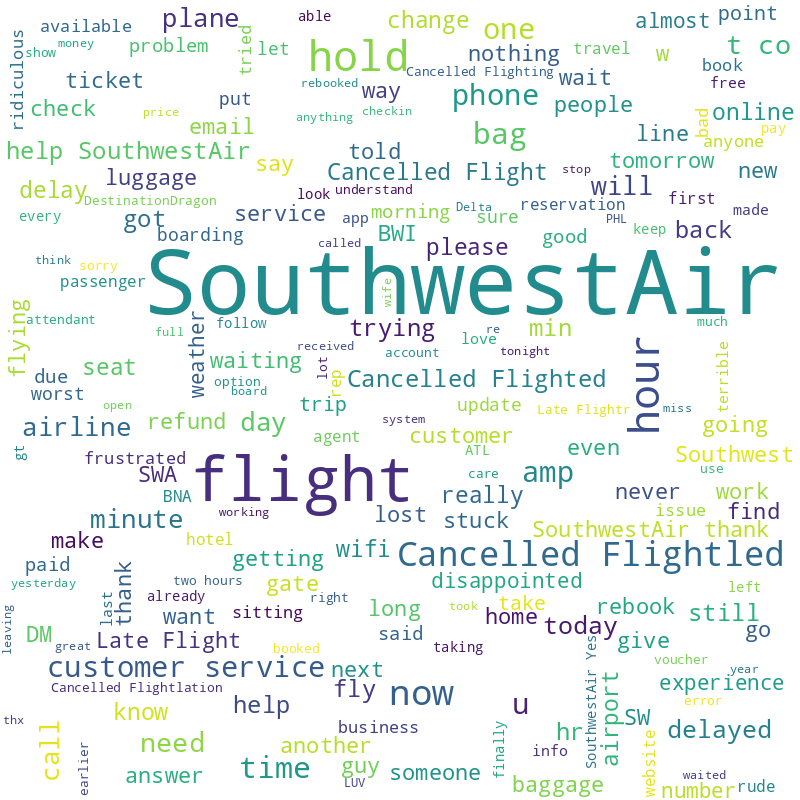 available
plane
able
change
one
almost
point
show
money
ridiculous
problem
tried
let
hold
nothing
travel
w
t co
ticket
rebooked
Cancelled Flighting
wait
book
free
check
price
put
checkin
anything
way
phone
people
online
email
line
bad
pay
anyone
help SouthwestAir
say
told
bag
tomorrow
new
delay
luggage
look
understand
Cancelled Flight
stop
will
first
made
every
DestinationDragon
got
service
app
morning
Delta
sure
reservation
PHL
keep
back
boarding
called
BWI
please
good
think
sorry
passenger
SouthwestAir
wife
flying
attendant
full
weather
follow
trying
re
min
much
received
love
tonight
seat
waiting
lot
account
due
option
board
rep
Cancelled Flighted
hour
miss
terrible
worst
open
trip
update
Late Flightr
airline
refund
day
system
agent
customer
going
gt
frustrated
SWA
flight
ATL
even
Southwest
care
amp
use
BNA
really
never
work
minute
working
lost
stuck
issue
find
make
hotel
wifi
SouthwestAir thank
paid
getting
Cancelled Flightled
yesterday
thank
two hours
gate
disappointed
left
last
already
right
took
take
rebook
still
leaving
DM
want
sitting
long
home
today
great
Late Flight
said
taking
give
go
booked
customer service
next
SouthwestAir Yes
voucher
year
Cancelled Flightlation
fly
now
u
airport
experience
error
thx
know
help
business
hr
SW
delayed
call
earlier
need
another
finally
info
website
answer
time
guy
someone
LUV
baggage
number
waited
rude